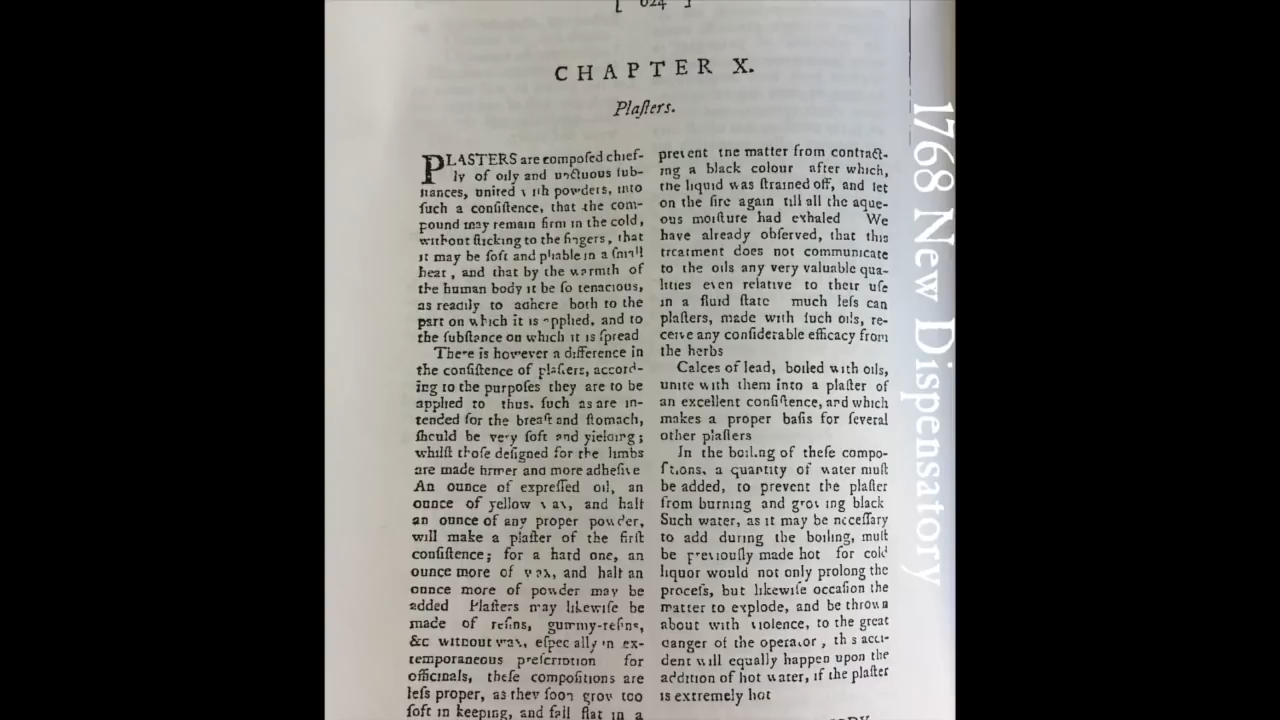 [ 624 ]
CHAPTER X.
Plaſters.
PLASTERS are compoſed chief-
ly of oily and unctuous ſub-
ſtances, united with powders, into
ſuch a conſiſtence, that the com-
pound may remain firm in the cold,
without ſticking to the fingers, that
it may be ſoft and pliable in a ſmall
heat, and that by the warmth of
the human body it be ſo tenacious,
as readily to adhere both to the
part on which it is applied, and to
the ſubſtance on which it is ſpread
There is however a difference in
the conſiſtence of plaſters, accord-
ing to the purpoſes they are to be
applied to thus. ſuch as are in-
tended for the breaſt and ſtomach,
ſhould be very ſoft and yielding;
whilſt thoſe deſigned for the limbs
are made firmer and more adheſive
An ounce of expreſſed oil, an
ounce of yellow wax, and half
an ounce of any proper powder,
will make a plaſter of the firſt
conſiſtence; for a hard one, an
ounce more of wax, and half an
ounce more of powder may be
added Plaſters may likewiſe be
made of reſins, gummy-reſins,
&c without wax, eſpecially in ex-
temporaneous preſcription for
officinals, theſe compoſitions are
leſs proper, as they ſoon grow too
ſoft in keeping, and fall flat in a
prevent the matter from contract-
ing a black colour after which,
the liquid was ſtrained off, and ſet
on the fire again till all the aque-
ous moiſture had exhaled We
have already obſerved, that this
treatment does not communicate
to the oils any very valuable qua-
lities even relative to their uſe
in a fluid ſtate much leſs can
plaſters, made with ſuch oils, re-
ceive any conſiderable efficacy from
the herbs
Calces of lead, boiled with oils,
unite with them into a plaſter of
an excellent conſiſtence, and which
makes a proper baſis for ſeveral
other plaſters
In the boiling of theſe compo-
ſitions, a quantity of water muſt
be added, to prevent the plaſter
from burning and growing black
Such water, as it may be neceſſary
to add during the boiling, muſt
be previouſly made hot for cold
liquor would not only prolong the
proceſs, but likewiſe occaſion the
matter to explode, and be thrown
about with violence, to the great
danger of the operator, this acci-
dent will equally happen upon the
addition of hot water, if the plaſter
is extremely hot
1768 New Dispensatory